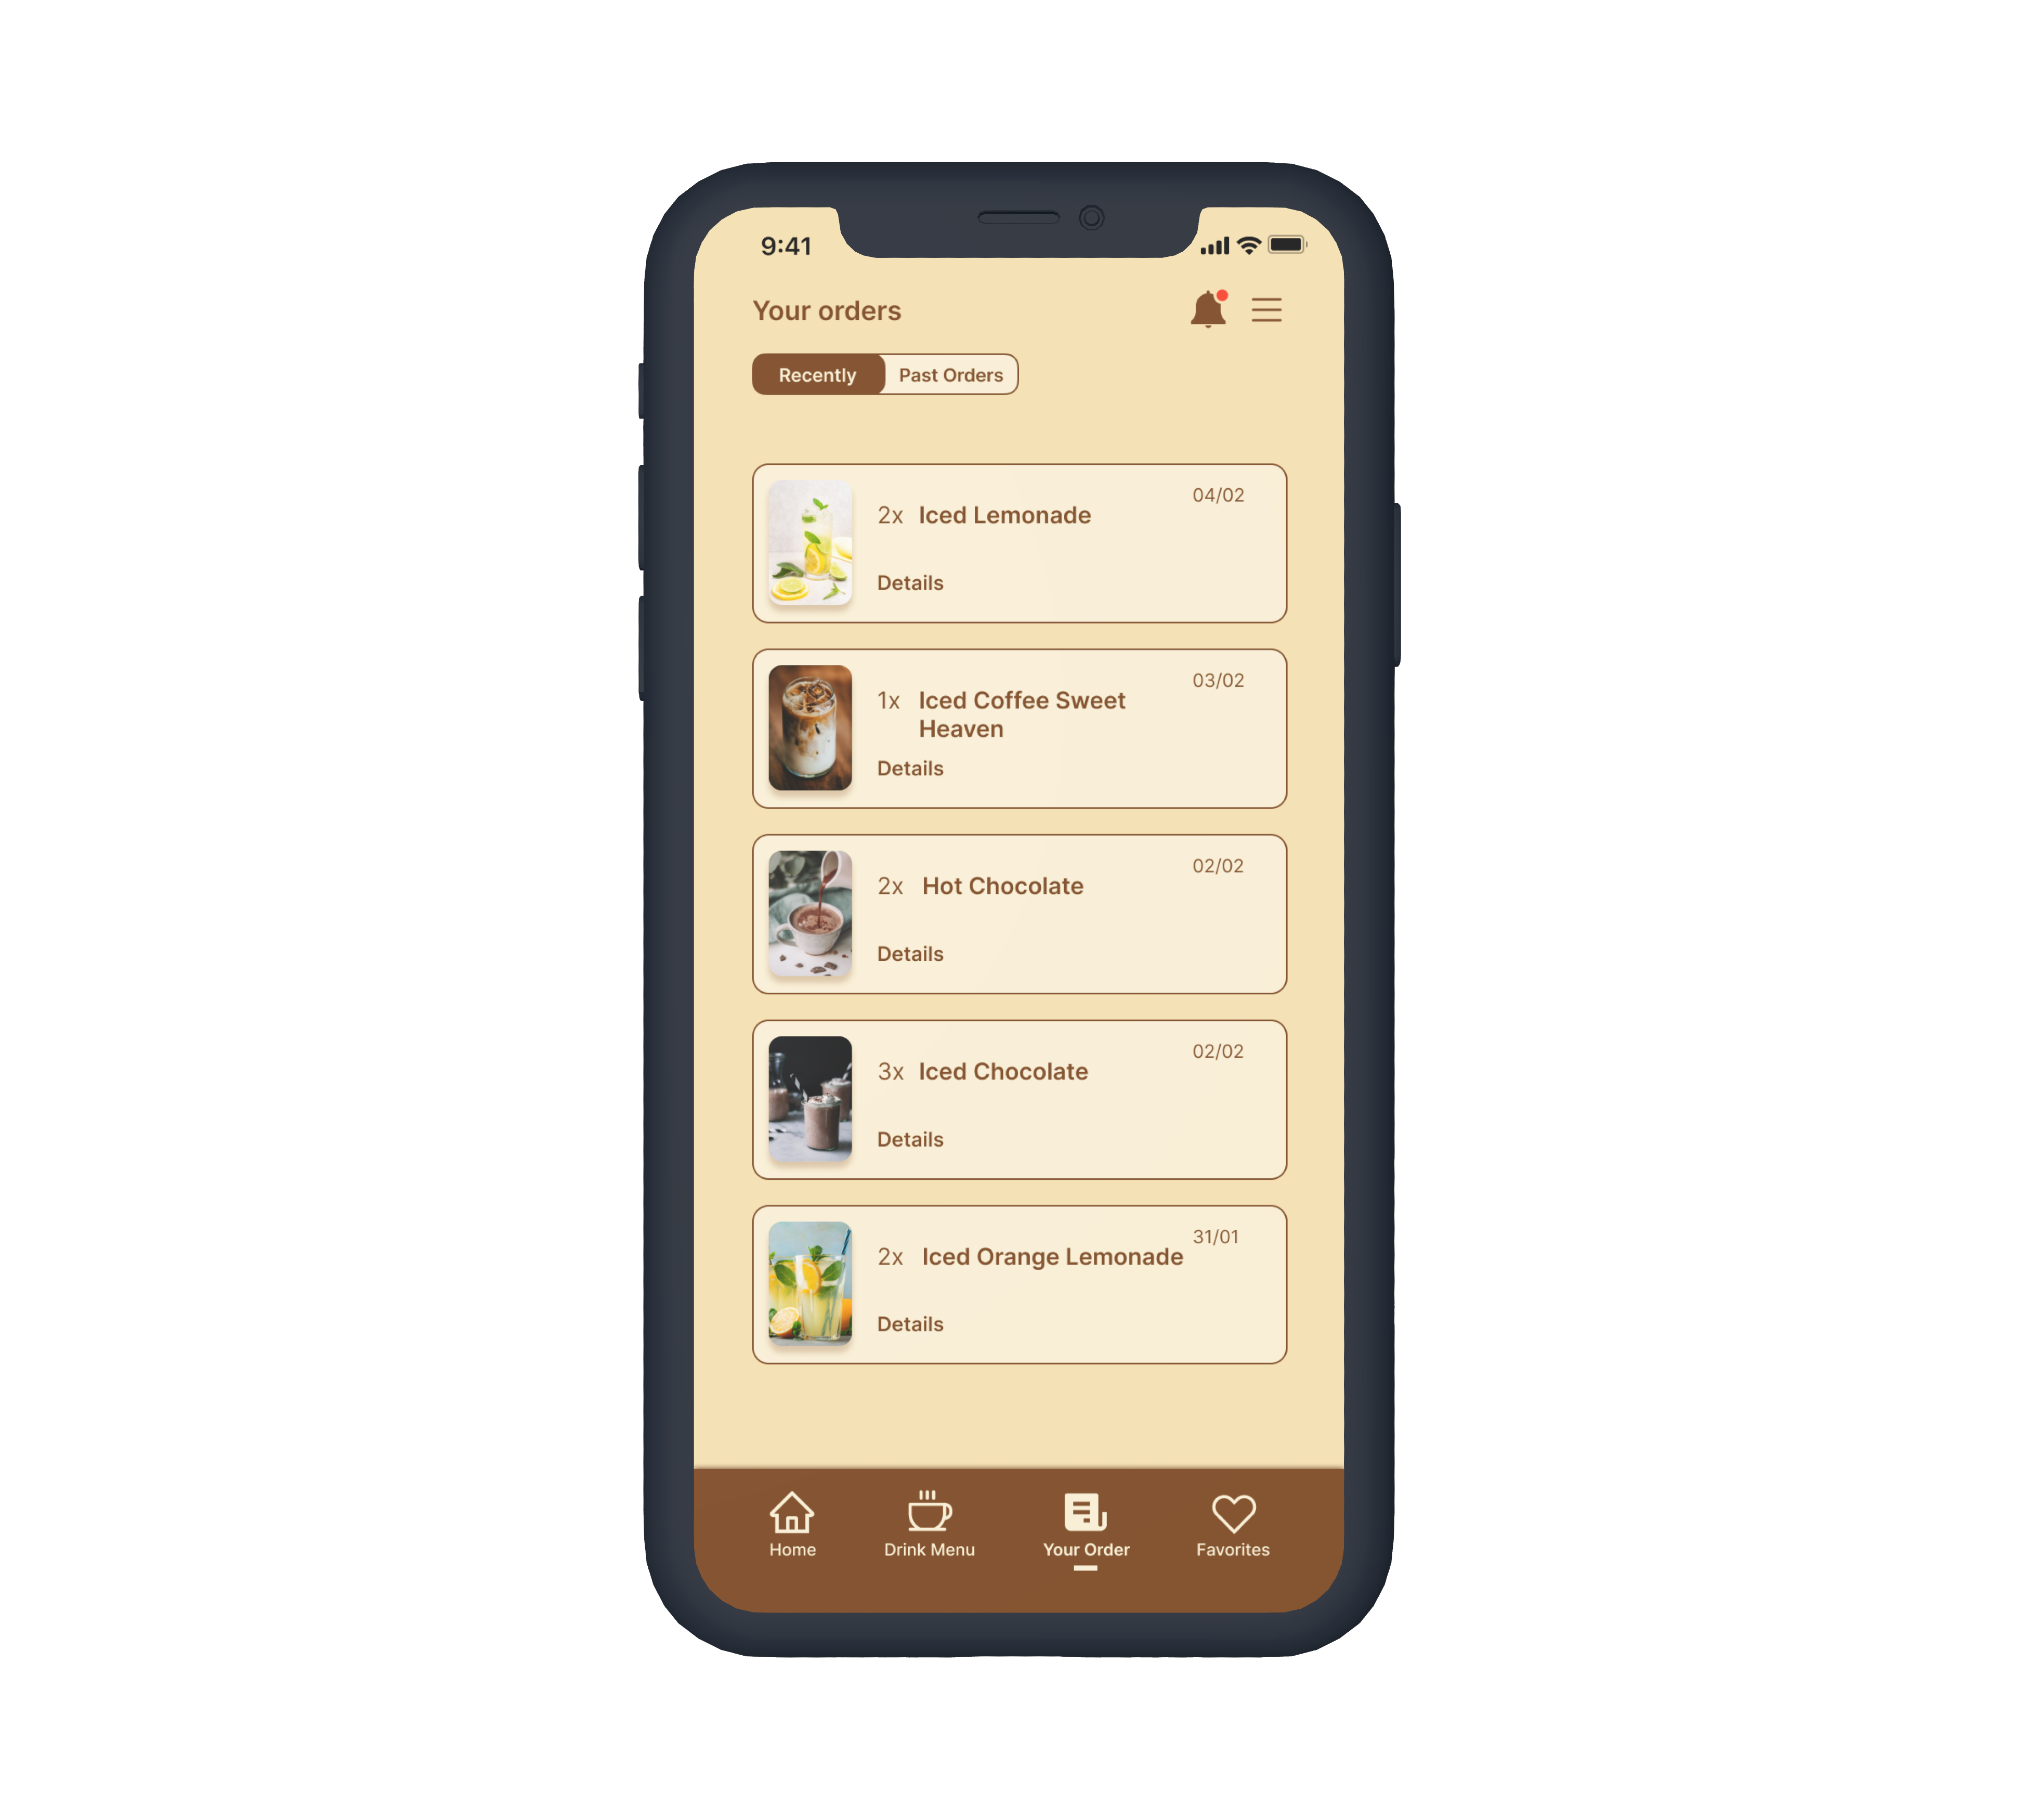 9:41
Your orders
Recently Past Orders
04/02
2x Iced Lemonade
Details
03/02
1x Iced Coffee Sweet
Heaven
Details
02/02
2x Hot Chocolate
Details
02/02
3x Iced Chocolate
Details
31/01
2x Iced Orange Lemonade
Details
Home Drink Menu Your Order Favorites